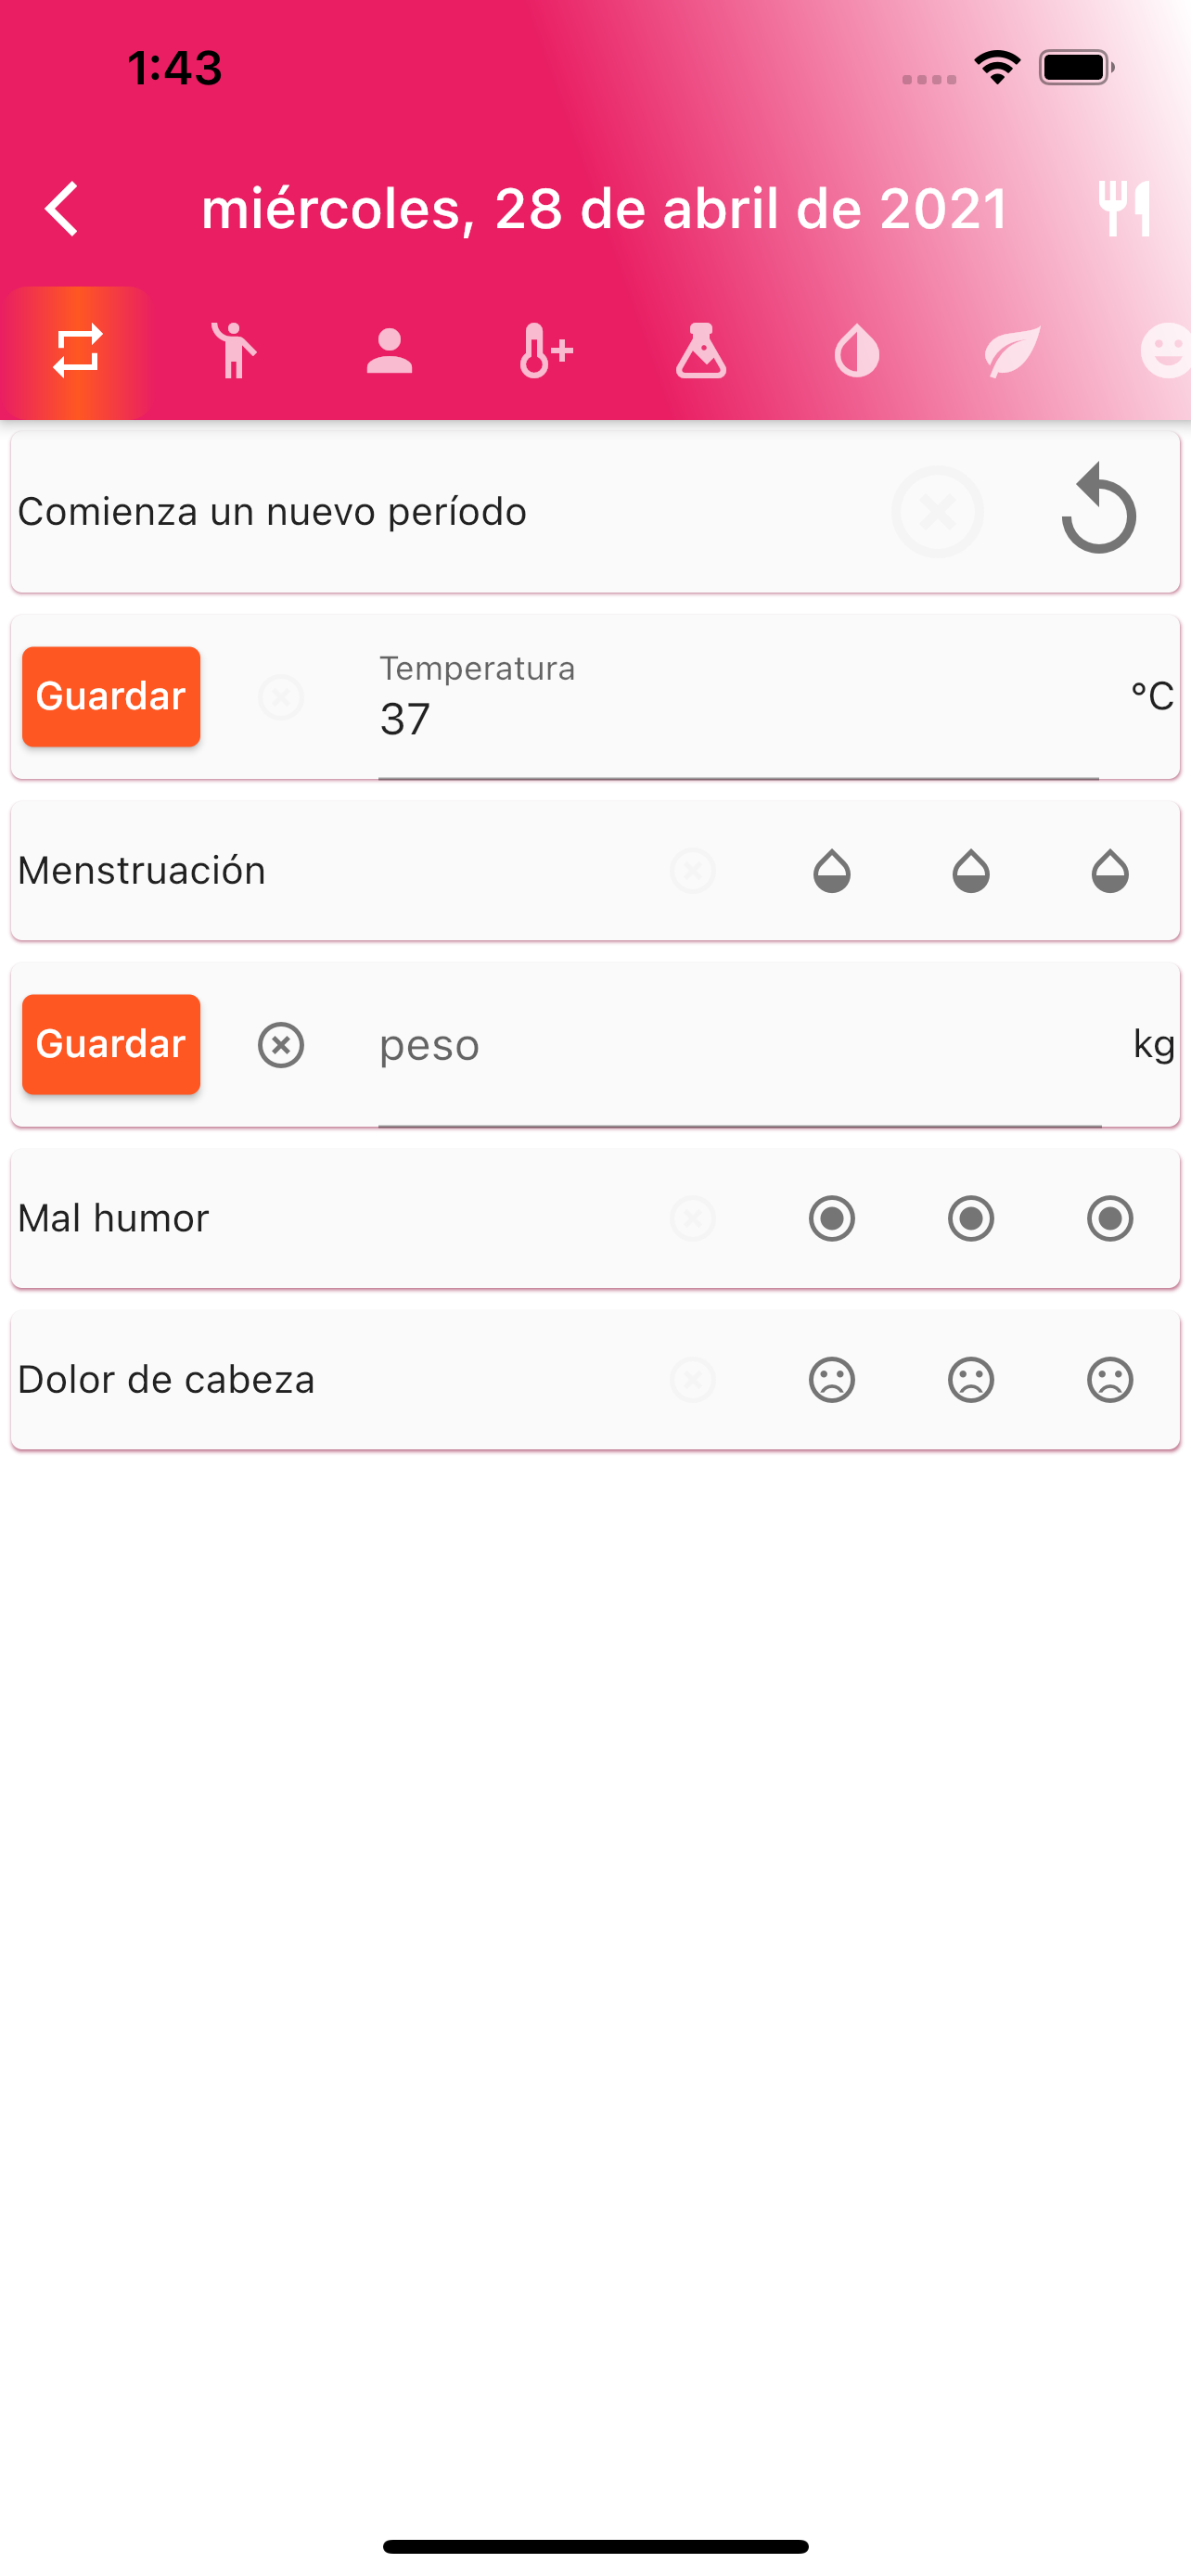 1:43
miércoles, 28 de abril de 2021
Comienza un nuevo período
Guardar
Temperatura
37
°C
Menstruación
Guardar
peso
kg
Mal humor
Dolor de cabeza